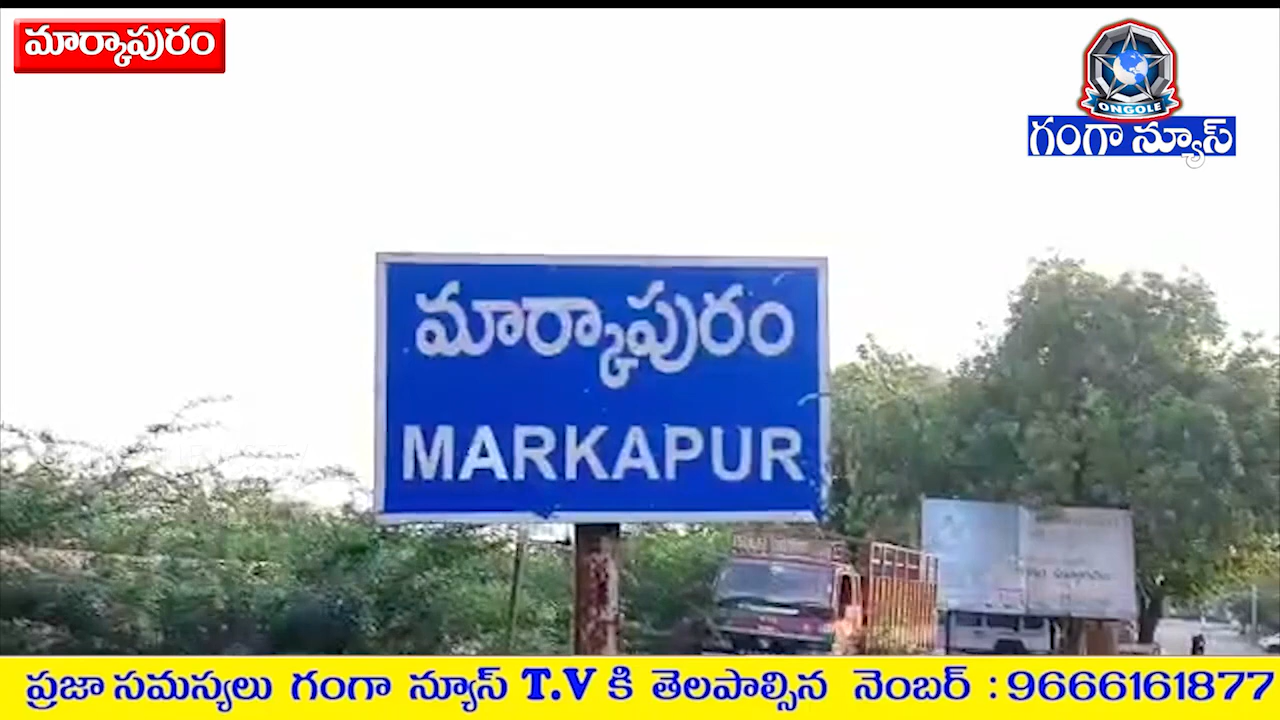 మార్కాపురం
ONGOLE
గంగా న్యూస్
మార్కాపురం
MARKAPUR
ప్రజా సమస్యలు గంగా న్యూస్ T.V కి తెలపాల్సిన నెంబర్ : 9666161877